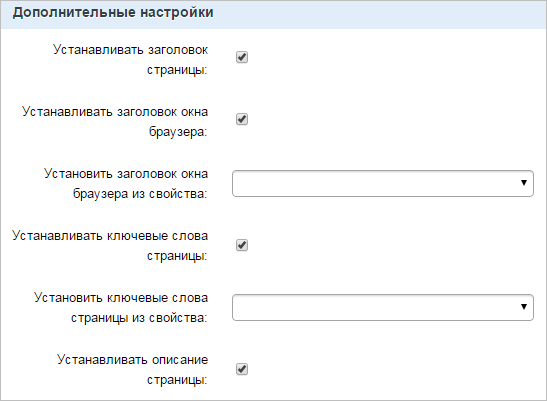 Дополнительные настройки
Устанавливать заголовок
страницы:
Устанавливать заголовок окна
браузера:
Установить заголовок окна
браузера из свойства:
Устанавливать ключевые слова
страницы:
Установить ключевые слова
страницы из свойства:
Устанавливать описание
страницы: